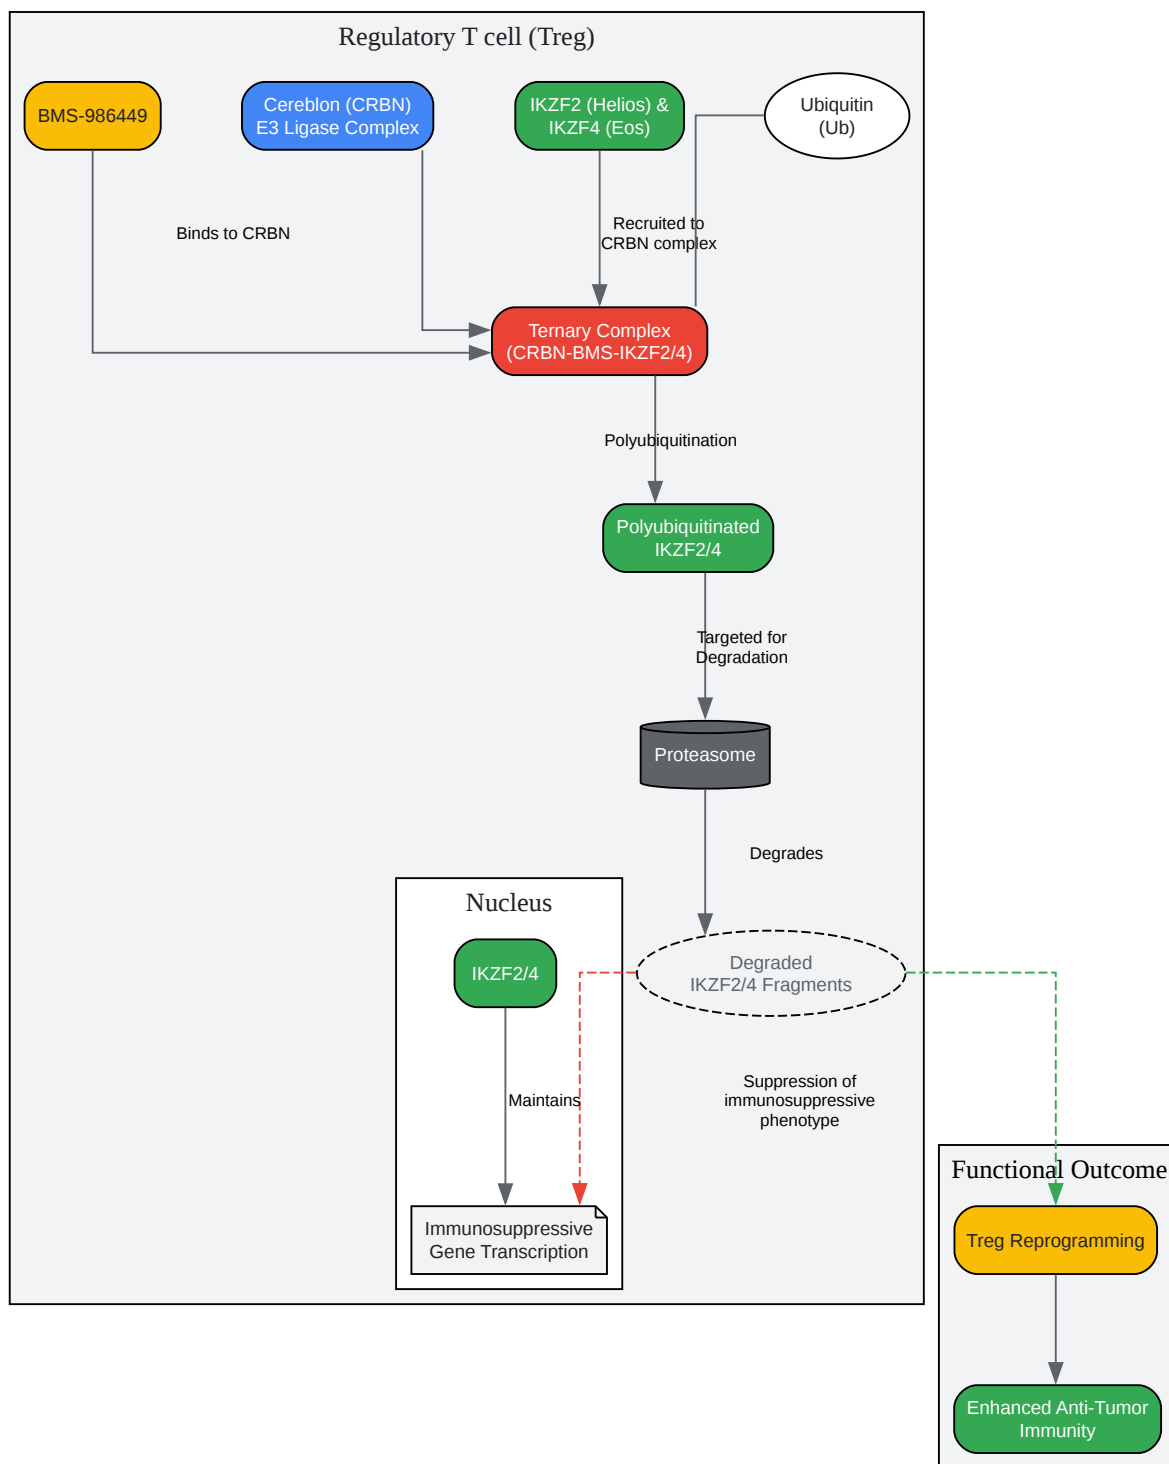 Regulatory T cell (Treg)
BMS-986449
Cereblon (CRBN)
E3 Ligase Complex
IKZF2 (Helios) &
IKZF4 (Eos)
Ubiquitin
(Ub)
Binds to CRBN
Recruited to
CRBN complex
Ternary Complex
(CRBN-BMS-IKZF2/4)
Polyubiquitination
Polyubiquitinated
IKZF2/4
Targeted for
Degradation
Proteasome
Degrades
Nucleus
IKZF2/4
Degraded
IKZF2/4 Fragments
Maintains
Suppression of
immunosuppressive
phenotype
Immunosuppressive
Gene Transcription
Functional Outcome
Treg Reprogramming
Enhanced Anti-Tumor
Immunity